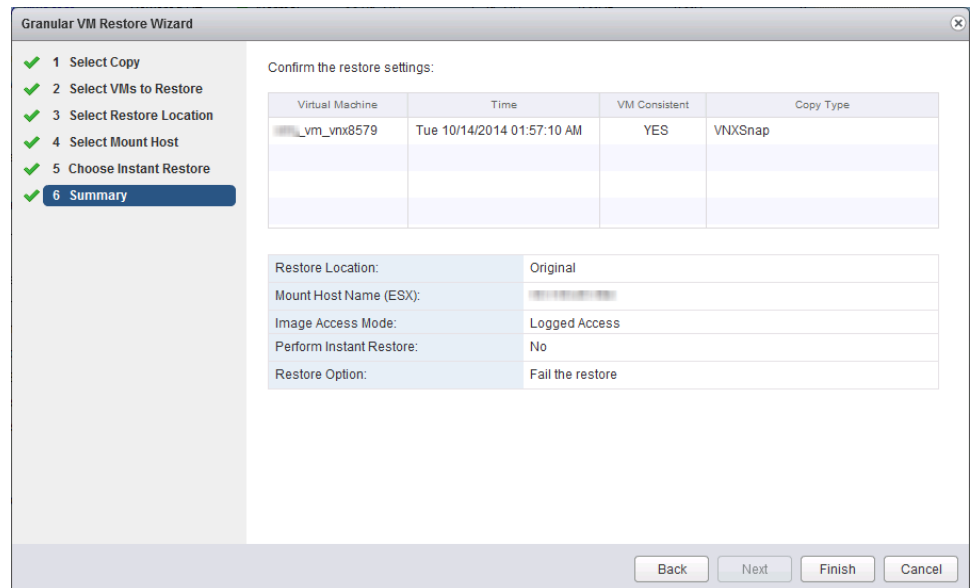 Granular VM Restore Wizard
1 Select Copy
2 Select VMs to Restore
3 Select Restore Location
4 Select Mount Host
5 Choose Instant Restore
6 Summary
Confirm the restore settings:
Virtual Machine Time VM Consistent Copy Type
_vm_vnx8579 Tue 10/14/2014 01:57:10 AM YES VNXSnap
Restore Location: Original
Mount Host Name (ESX):
Image Access Mode: Logged Access
Perform Instant Restore: No
Restore Option: Fail the restore
Back Next Finish Cancel